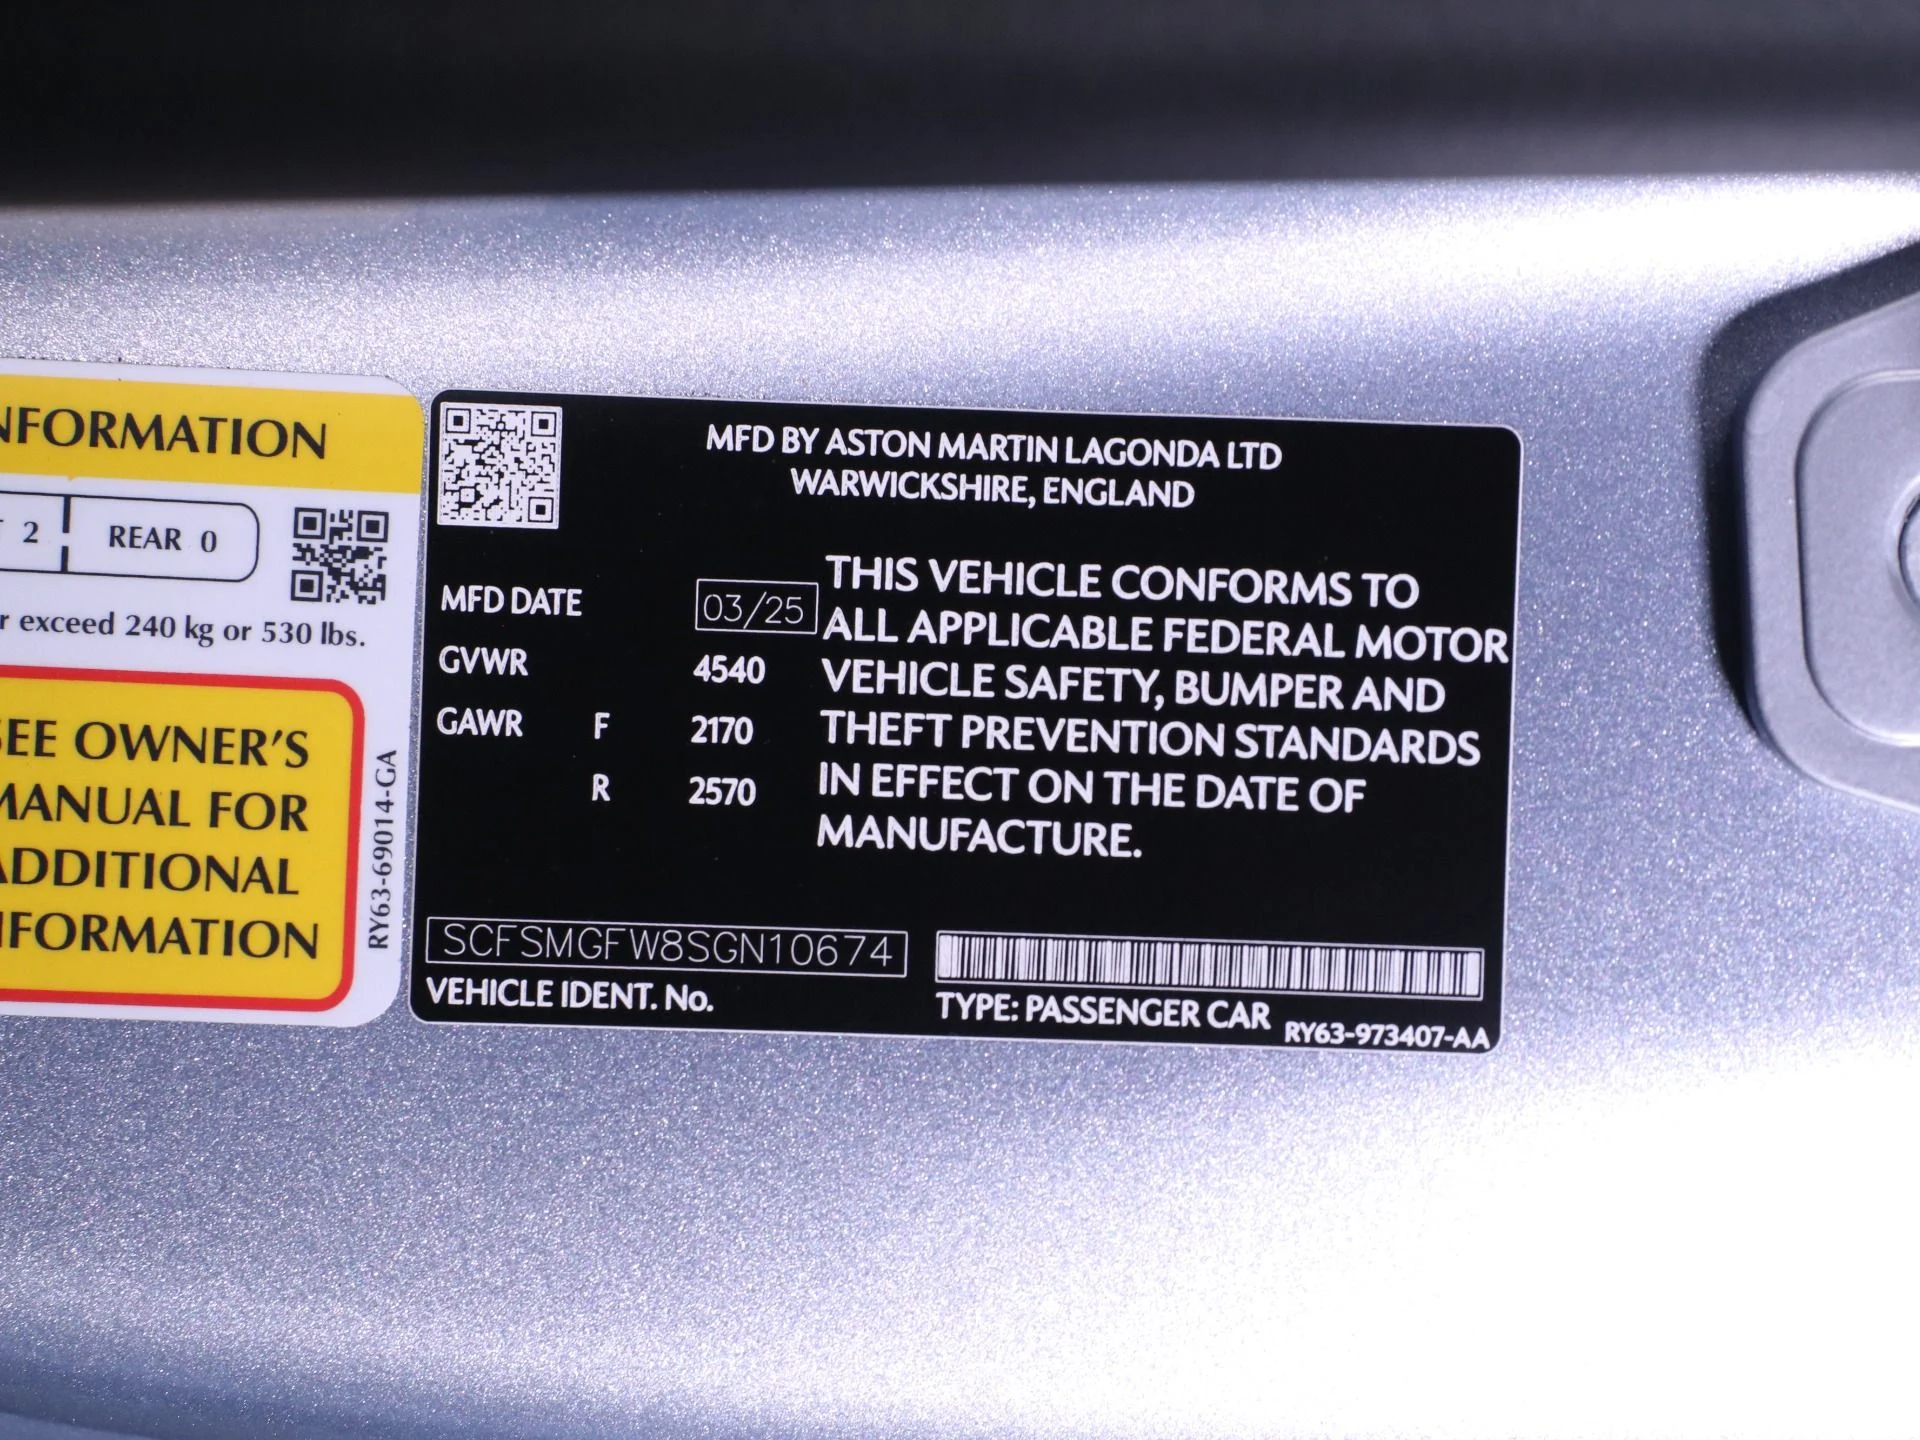 NFORMATION
2 REAR 0
r exceed 240 kg or 530 lbs.
SEE OWNER'S
MANUAL FOR
ADDITIONAL
INFORMATION
RY63-69014-GA
MFD BY ASTON MARTIN LAGONDA LTD
WARWICKSHIRE, ENGLAND
MFD DATE 03/25
GVWR 4540
GAWR F 2170
R 2570
THIS VEHICLE CONFORMS TO
ALL APPLICABLE FEDERAL MOTOR
VEHICLE SAFETY, BUMPER AND
THEFT PREVENTION STANDARDS
IN EFFECT ON THE DATE OF
MANUFACTURE.
SCFSMGFW8SGN10674
VEHICLE IDENT. No.
TYPE: PASSENGER CAR
RY63-973407-AA